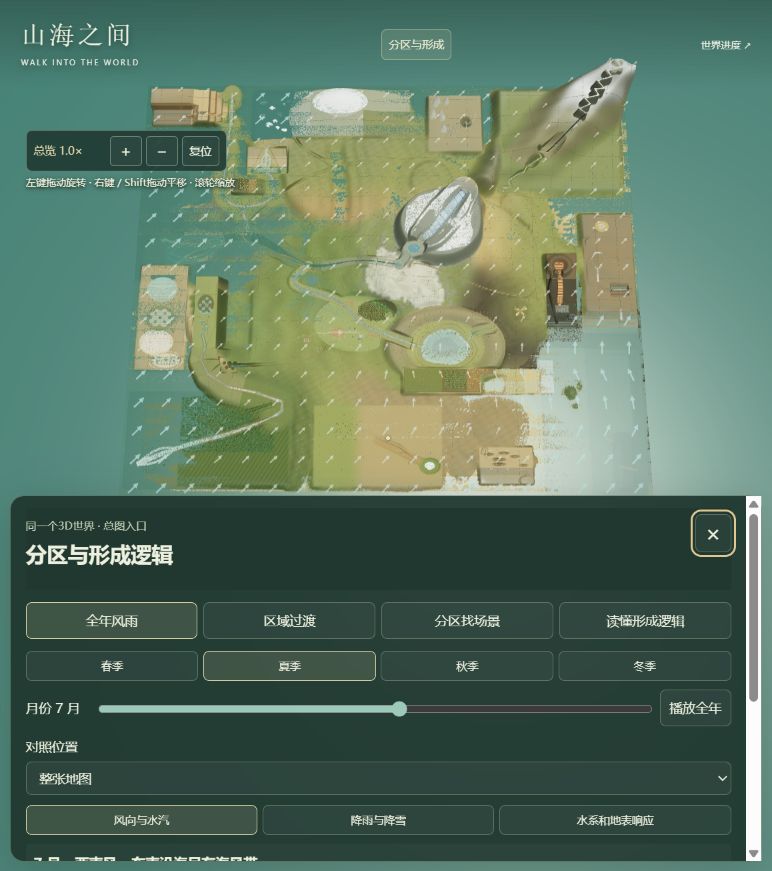 山海之间
WALK INTO THE WORLD
分区与形成
世界进度 ↗
总览 1.0×
+
−
复位
左键拖动旋转 · 右键 / Shift拖动平移 · 滚轮缩放
同一个3D世界 · 总图入口
分区与形成逻辑
×
全年风雨
区域过渡
分区找场景
读懂形成逻辑
春季
夏季
秋季
冬季
月份 7 月
播放全年
对照位置
整张地图
风向与水汽
降雨与降雪
水系和地表响应